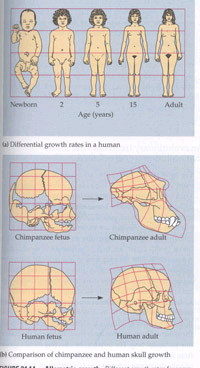 Newborn 2 5 15 Adult
Age (years)
(a) Differential growth rates in a human
Chimpanzee fetus Chimpanzee adult
Human fetus Human adult
(b) Comparison of chimpanzee and human skull growth